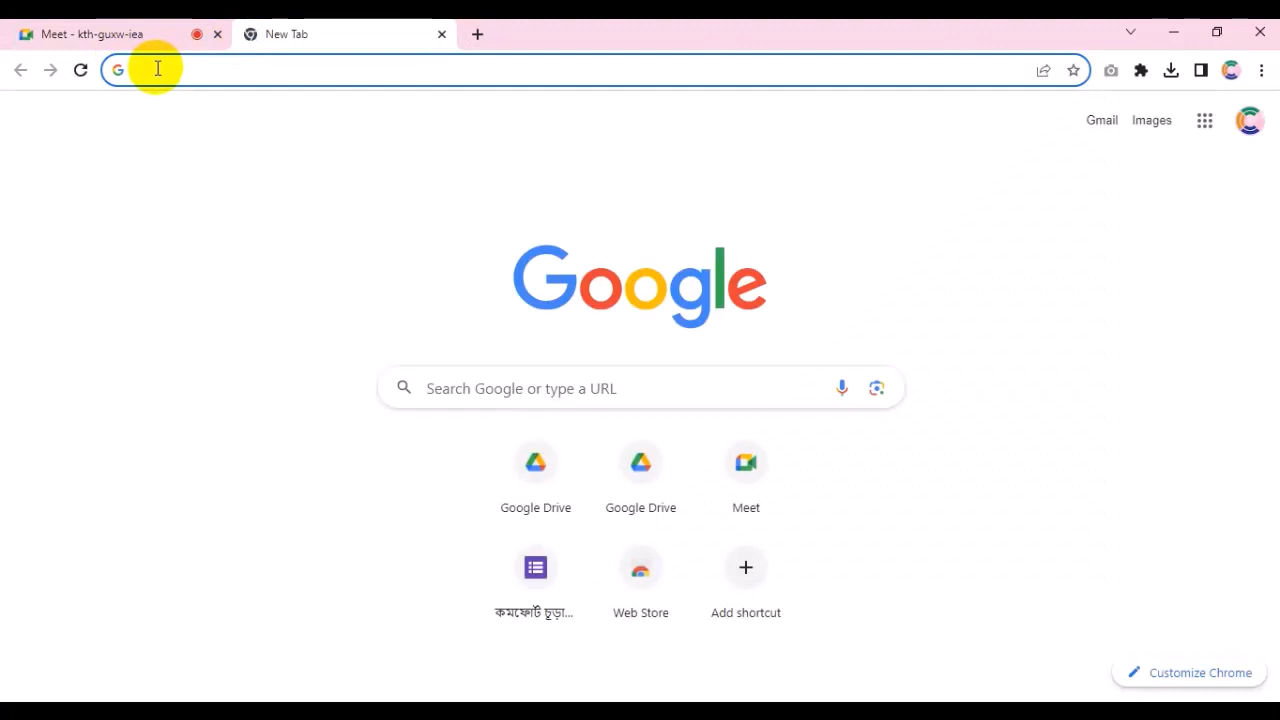 Meet - kth-guxw-iea
New Tab
Gmail Images
Google
Search Google or type a URL
Google Drive Google Drive Meet
কমফোর্ট চূড়া... Web Store Add shortcut
Customize Chrome